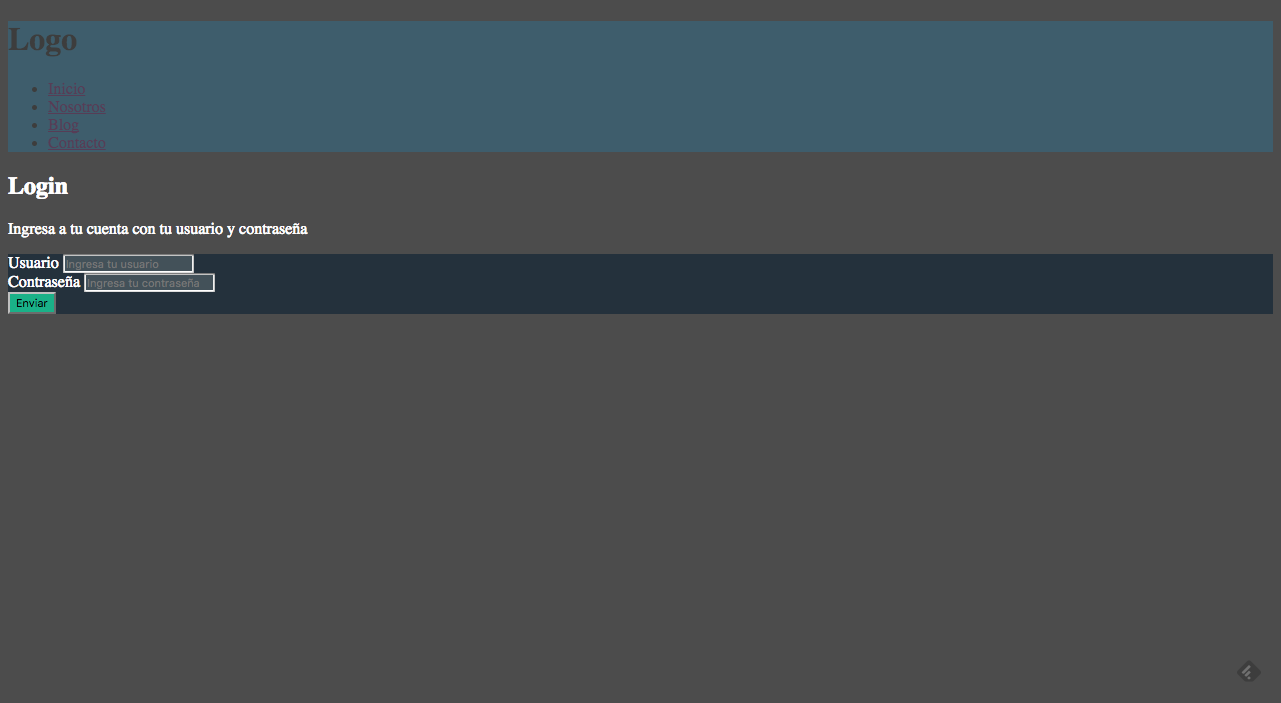 Logo
Inicio
Nosotros
Blog
Contacto
Login
Ingresa a tu cuenta con tu usuario y contraseña
Usuario Ingresa tu usuario
Contraseña Ingresa tu contraseña
Enviar